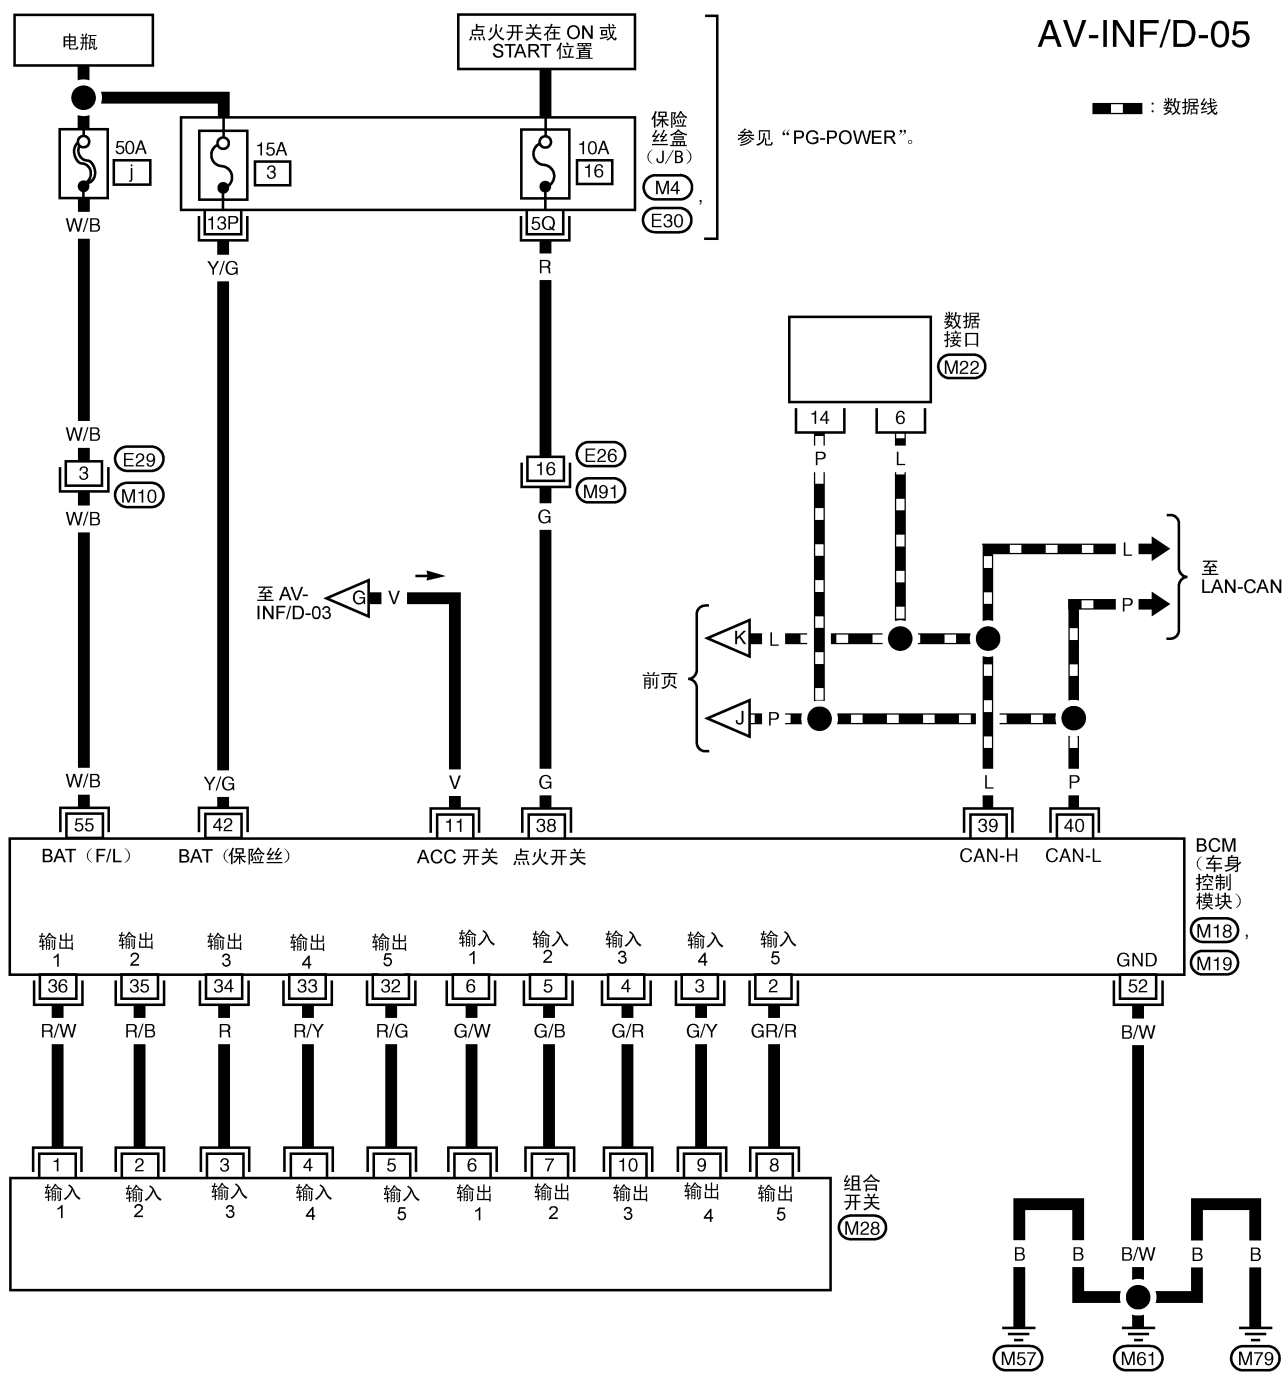 AV-INF/D-05
：数据线
电瓶
点火开关在 ON 或
START 位置
50A
j
15A
3
10A
16
保险
丝盒
（J/B）
M4
，
E30
参见“PG-POWER”。
13P
5Q
W/B
Y/G
R
数据
接口
M22
14
6
P
L
W/B
3
E29
M10
W/B
16
E26
M91
G
至 AV-
INF/D-03
G
V
L
P
至
LAN-CAN
前页
K
L
J
P
W/B
Y/G
V
G
L
P
55
42
11
38
39
40
BAT（F/L）
BAT（保险丝）
ACC 开关
点火开关
CAN-H
CAN-L
BCM
（车身
控制
模块）
M18
，
M19
输出
1
输出
2
输出
3
输出
4
输出
5
输入
1
输入
2
输入
3
输入
4
输入
5
GND
36
35
34
33
32
6
5
4
3
2
52
R/W
R/B
R
R/Y
R/G
G/W
G/B
G/R
G/Y
GR/R
B/W
1
2
3
4
5
6
7
10
9
8
输入
1
输入
2
输入
3
输入
4
输入
5
输出
1
输出
2
输出
3
输出
4
输出
5
组合
开关
M28
B
B
B/W
B
B
M57
M61
M79